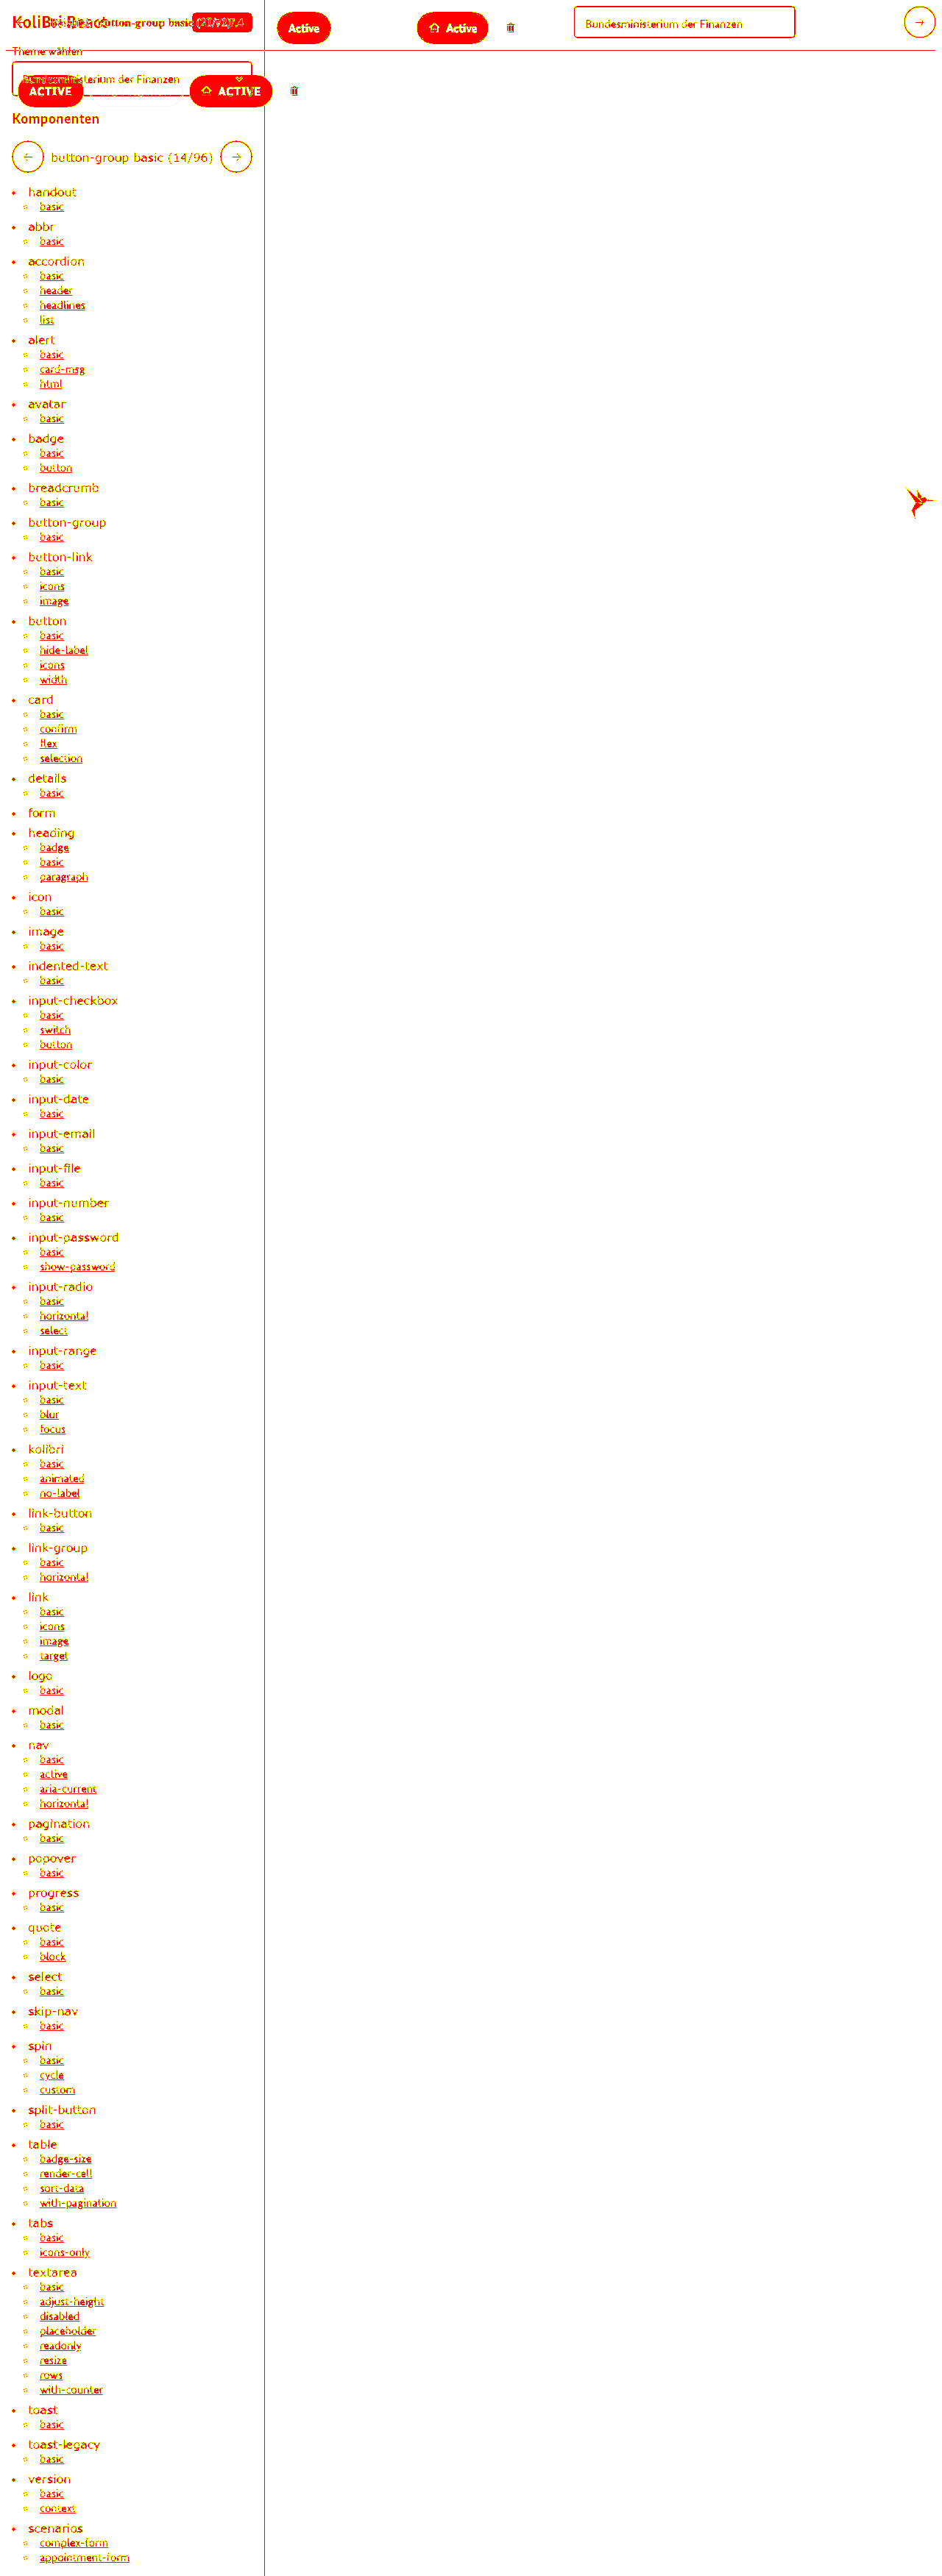 KoliBri React
button-group basic
Active
Active
Bundesministerium der Finanzen
Theme wählen
Bundesministerium der Finanzen
ACTIVE
ACTIVE
Komponenten
button-group basic (14/96)
handout
basic
abbr
basic
accordion
basic
header
headlines
list
alert
basic
card-msg
html
avatar
basic
badge
basic
button
breadcrumb
basic
button-group
basic
button-link
basic
icons
image
button
basic
hide-label
icons
width
card
basic
confirm
flex
selection
details
basic
form
heading
badge
basic
paragraph
icon
basic
image
basic
indented-text
basic
input-checkbox
basic
switch
button
input-color
basic
input-date
basic
input-email
basic
input-file
basic
input-number
basic
input-password
basic
show-password
input-radio
basic
horizontal
select
input-range
basic
input-text
basic
blur
focus
kolibri
basic
animated
no-label
link-button
basic
link-group
basic
horizontal
link
basic
icons
image
target
logo
basic
modal
basic
nav
basic
active
aria-current
horizontal
pagination
basic
popover
basic
progress
basic
quote
basic
block
select
basic
skip-nav
basic
spin
basic
cycle
custom
split-button
basic
table
badge-size
render-cell
sort-data
with-pagination
tabs
basic
icons-only
textarea
basic
adjust-height
disabled
placeholder
readonly
resize
rows
with-counter
toast
basic
toast-legacy
basic
version
basic
context
scenarios
complex-form
appointment-form